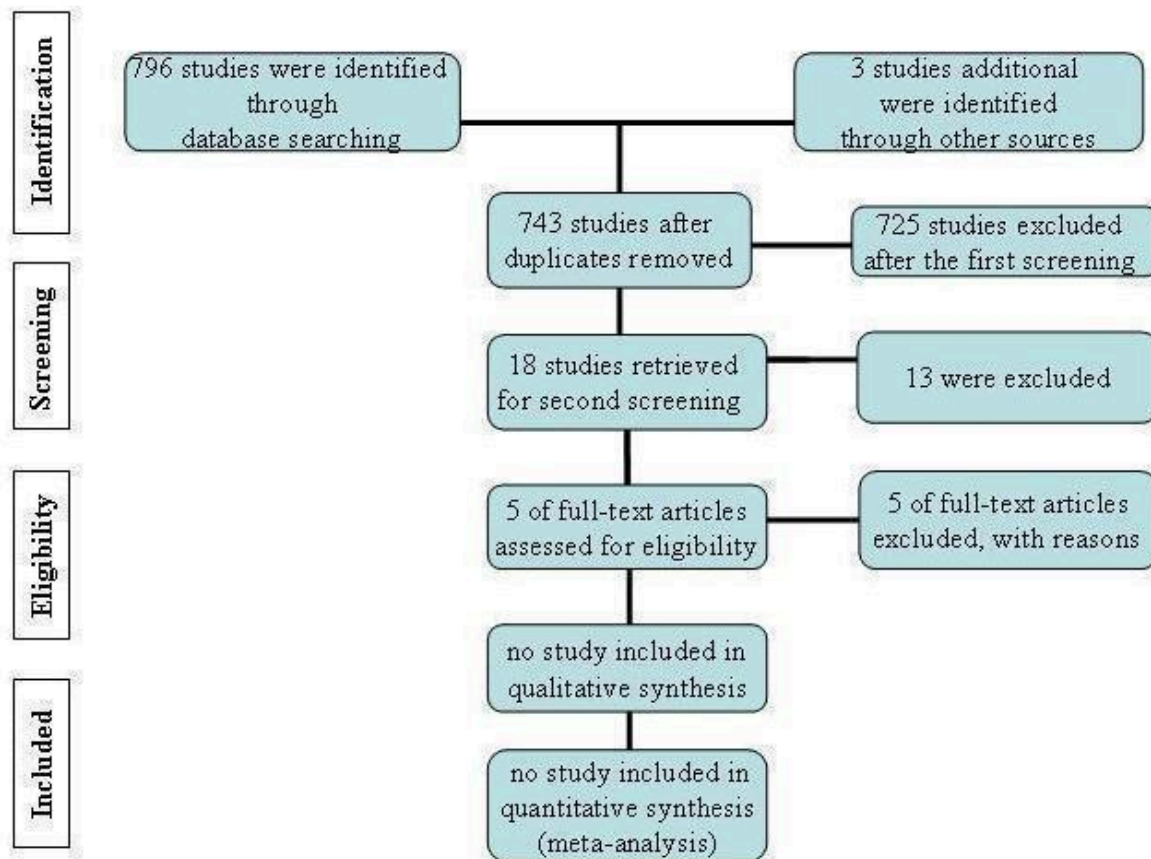 Identification
796 studies were identified
through
database searching
3 studies additional
were identified
through other sources
743 studies after
duplicates removed
725 studies excluded
after the first screening
Screening
18 studies retrieved
for second screening
13 were excluded
Eligibility
5 of full-text articles
assessed for eligibility
5 of full-text articles
excluded, with reasons
Included
no study included in
qualitative synthesis
no study included in
quantitative synthesis
(meta-analysis)